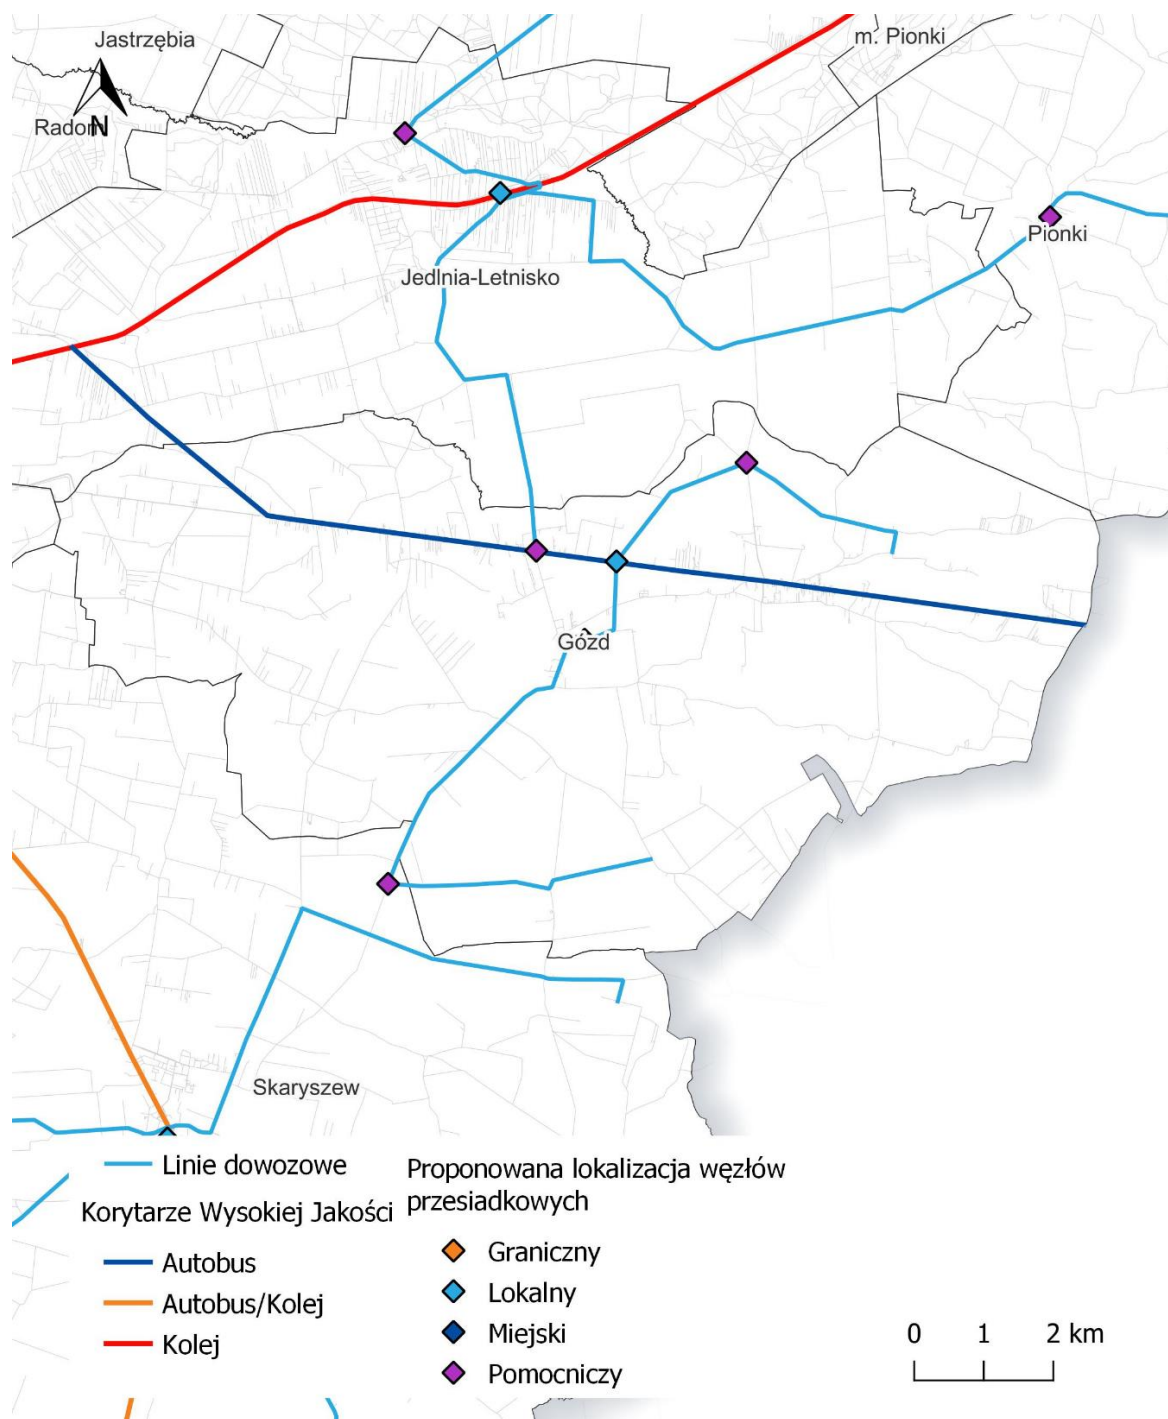 Jastrzębia
m. Pionki
Radom
N
Pionki
Jedlnia-Letnisko
Gózd
Skaryszew
Linie dowozowe
Korytarze Wysokiej Jakości
Autobus
Autobus/Kolej
Kolej
Proponowana lokalizacja węzłów
przesiadkowych
Graniczny
Lokalny
Miejski
Pomocniczy
0 1 2 km